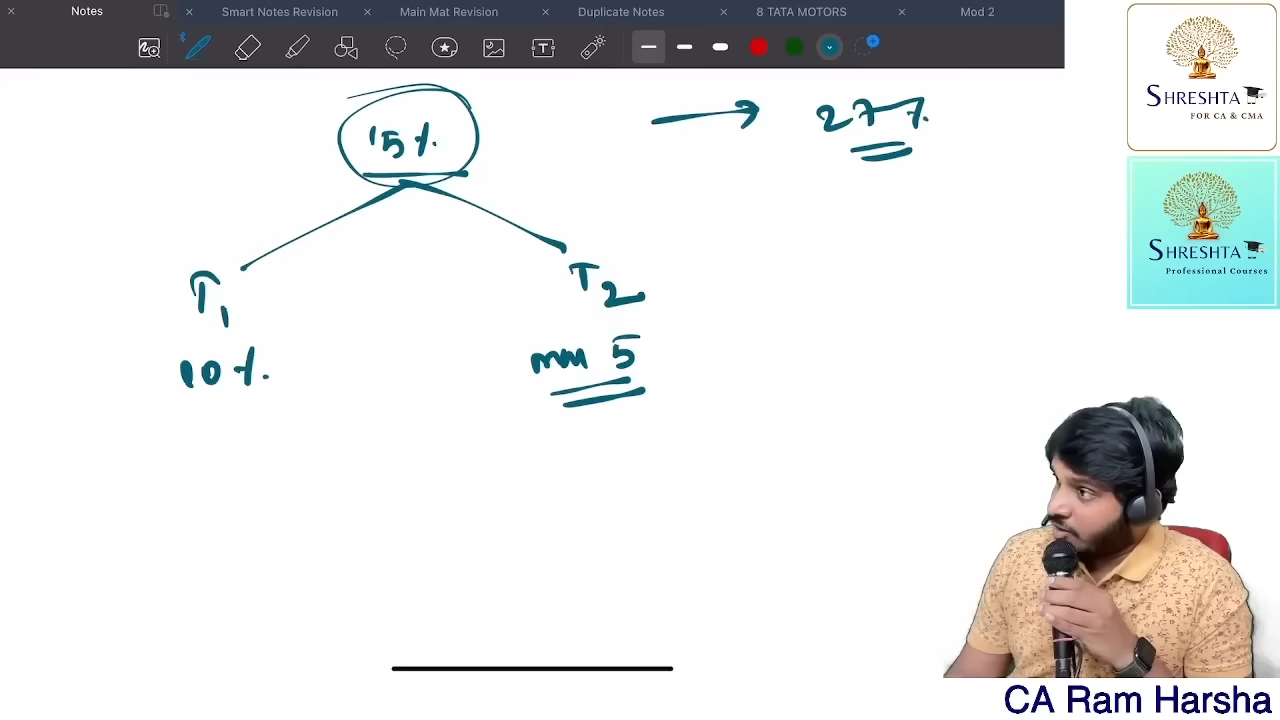 Notes
Smart Notes Revision
Main Mat Revision
Duplicate Notes
8 TATA MOTORS
Mod 2
15%
27%
T1
T2
10%
5
SHRESHTA
FOR CA & CMA
SHRESHTA
Professional Courses
CA Ram Harsha